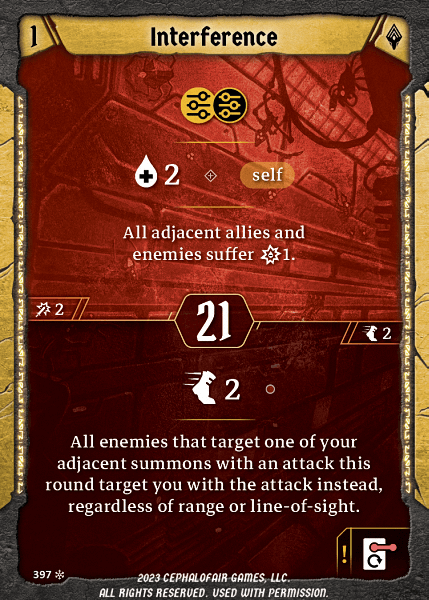 1
Interference
2
self
All adjacent allies and
enemies suffer 1.
2
21
2
2
All enemies that target one of your
adjacent summons with an attack this
round target you with the attack instead,
regardless of range or line-of-sight.
!
397
2023 CEPHALOFAIR GAMES, LLC.
ALL RIGHTS RESERVED. USED WITH PERMISSION.